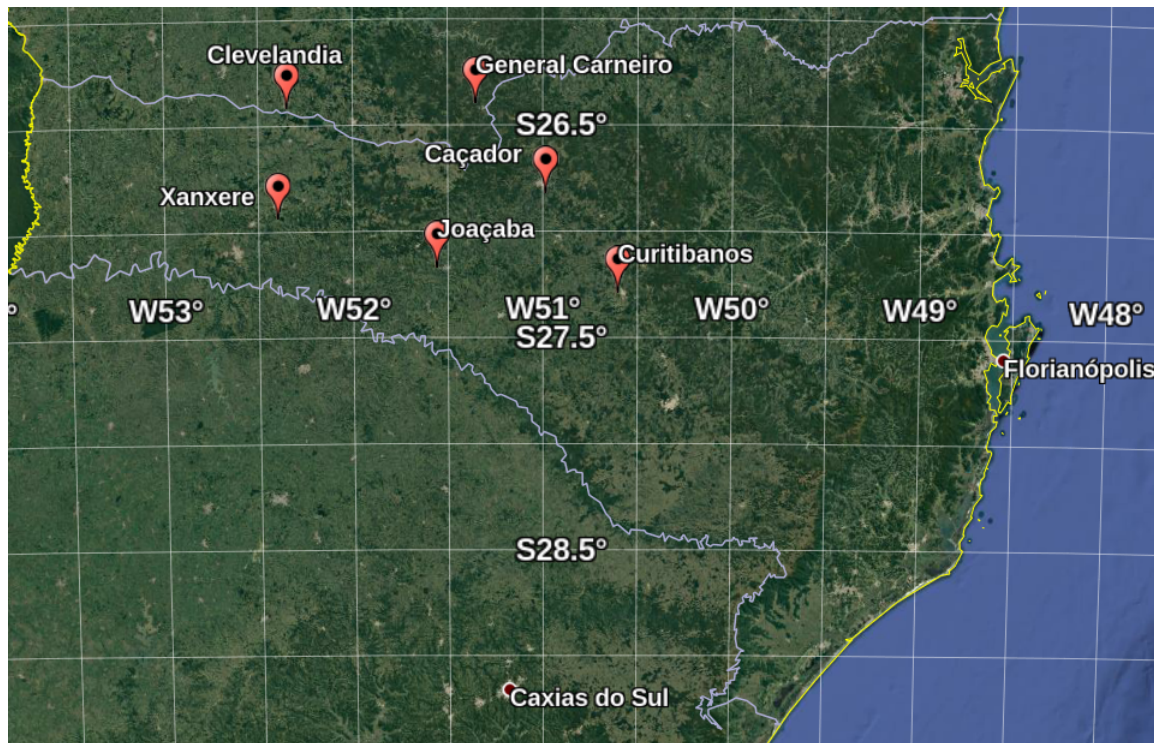 Clevelandia
General Carneiro
S26.5°
Caçador
Xanxere
Joaçaba
Curitibanos
°
W53°
W52°
W51°
W50°
W49°
W48°
S27.5°
Florianópolis
S28.5°
Caxias do Sul